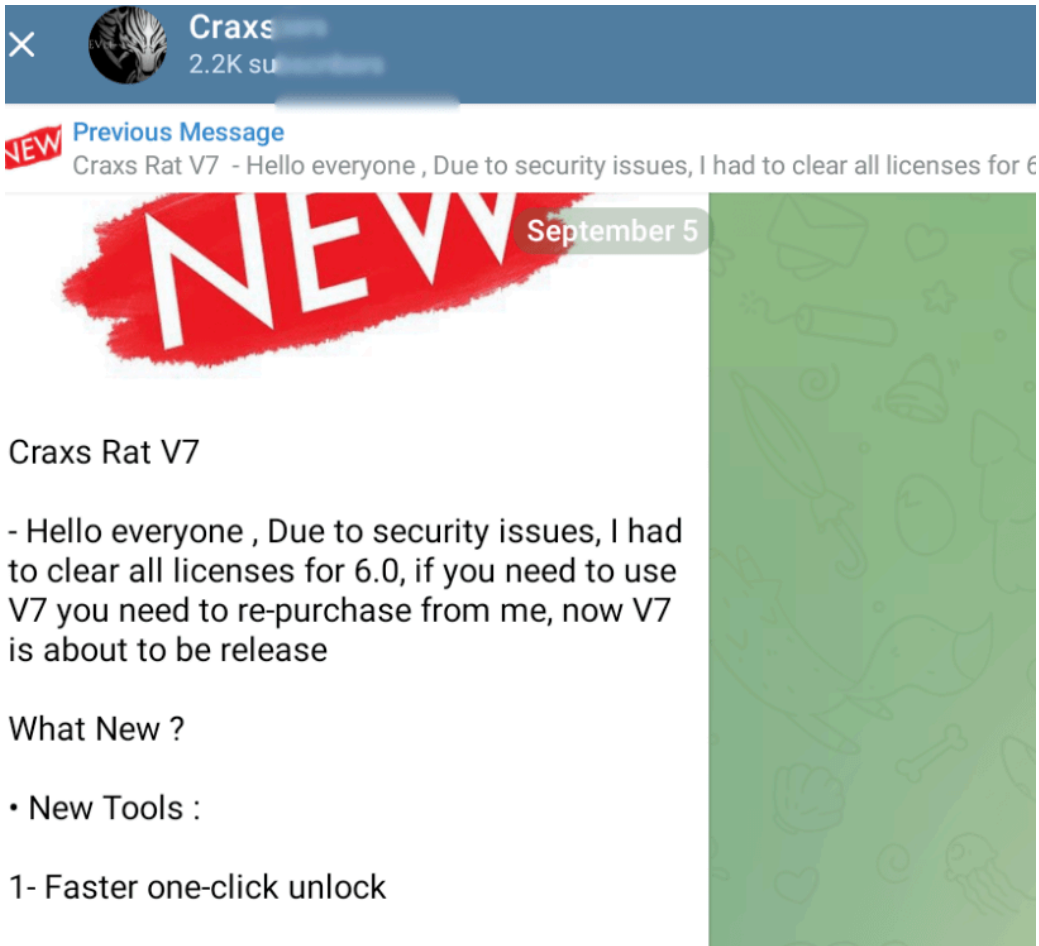 Craxs
2.2K su
NEW
Previous Message
Craxs Rat V7 - Hello everyone , Due to security issues, I had to clear all licenses for 6
NEW
September 5
Craxs Rat V7
- Hello everyone , Due to security issues, I had
to clear all licenses for 6.0, if you need to use
V7 you need to re-purchase from me, now V7
is about to be release
What New ?
• New Tools :
1- Faster one-click unlock